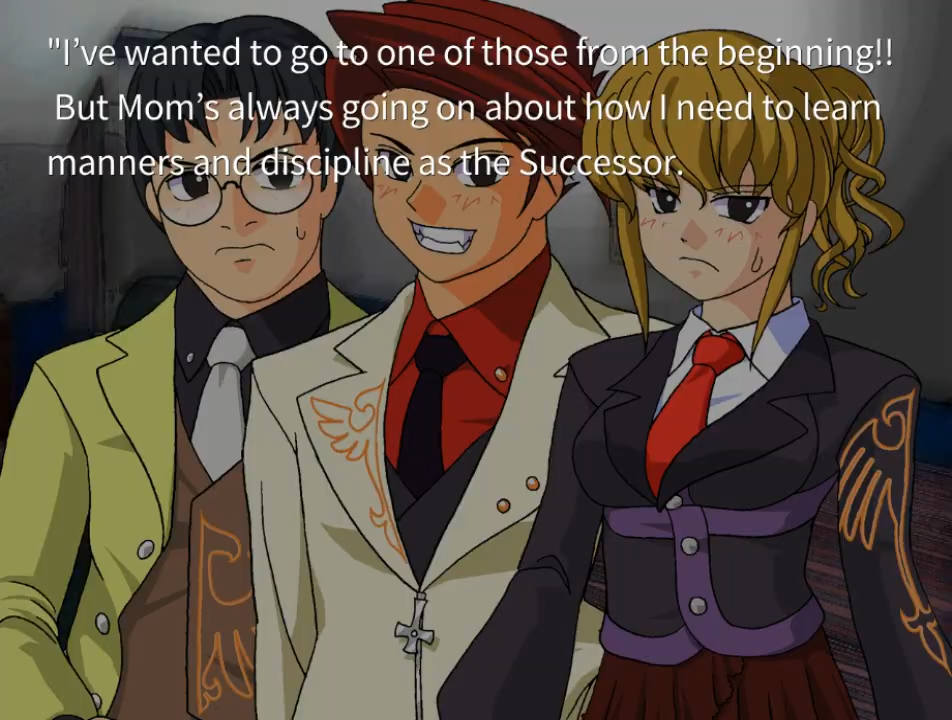 "I’ve wanted to go to one of those from the beginning!!
But Mom’s always going on about how I need to learn
manners and discipline as the Successor.